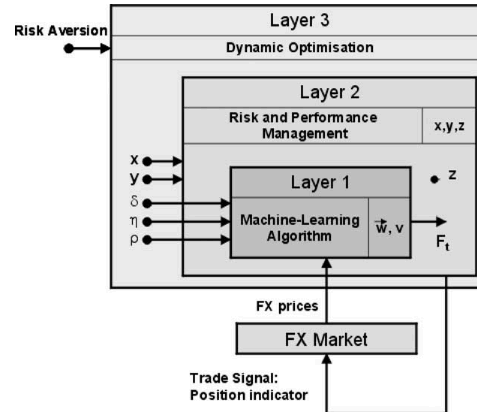 Layer 3
Risk Aversion
Dynamic Optimisation
Layer 2
Risk and Performance
Management
x,y,z
x
y
δ
η
ρ
Layer 1
z
Machine-Learning
Algorithm
w, v
Ft
FX prices
FX Market
Trade Signal:
Position indicator